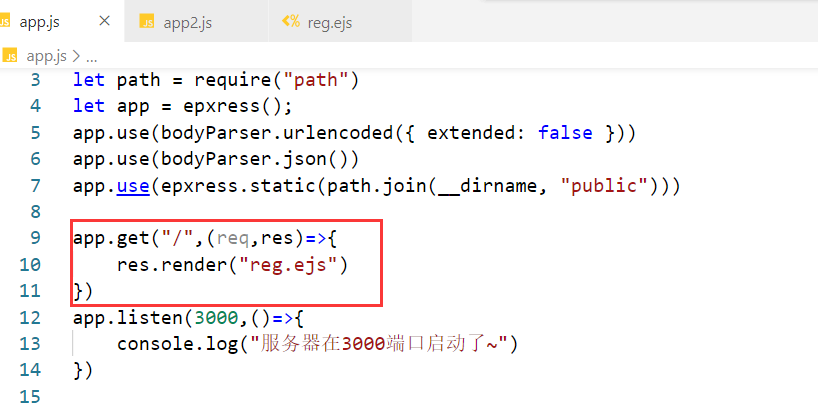 JS app.js × JS app2.js <% reg.ejs
JS app.js > ...
3 let path = require("path")
4 let app = epxress();
5 app.use(bodyParser.urlencoded({ extended: false }))
6 app.use(bodyParser.json())
7 app.use(epxress.static(path.join(__dirname, "public")))
8
9 app.get("/",(req,res)=>{
10     res.render("reg.ejs")
11 })
12 app.listen(3000,()=>{
13     console.log("服务器在3000端口启动了~")
14 })
15